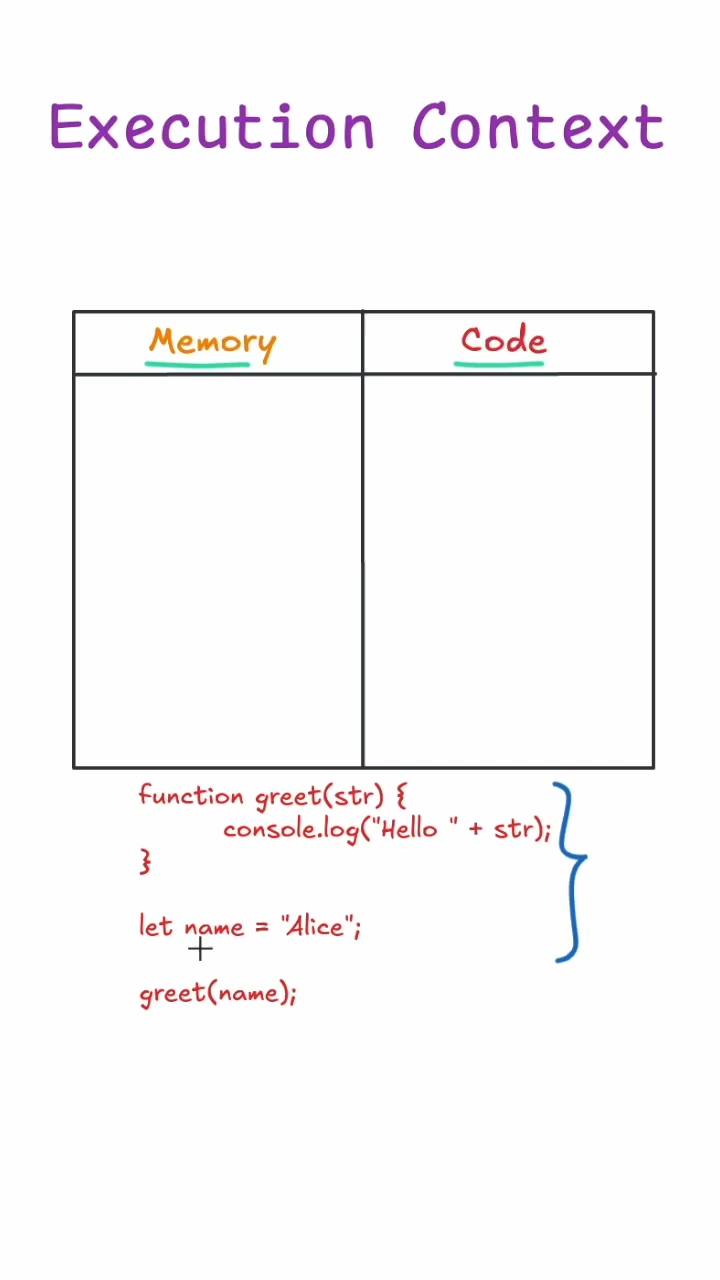 Execution Context
Memory
Code
function greet(str) {
console.log("Hello " + str);
}
let name = "Alice";
greet(name);